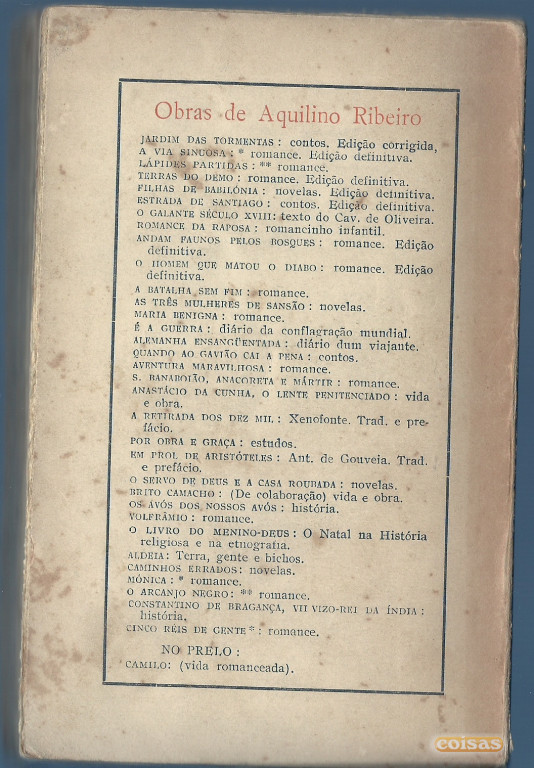 Obras de Aquilino Ribeiro
JARDIM DAS TORMENTAS : contos. Edição corrigida,
A VIA SINUOSA : * romance. Edição definitiva.
LÁPIDES PARTIDAS : ** romance.
TERRAS DO DEMO : romance. Edição definitiva.
FILHAS DE BABILÓNIA : novelas. Edição definitiva.
ESTRADA DE SANTIAGO : contos. Edição definitiva.
O GALANTE SÉCULO XVIII : texto do Cav. de Oliveira.
ROMANCE DA RAPOSA : romancinho infantil.
ANDAM FAUNOS PELOS BOSQUES : romance. Edição
definitiva.
O HOMEM QUE MATOU O DIABO : romance. Edição
definitiva.
A BATALHA SEM FIM : romance.
AS TRÊS MULHERES DE SANSÃO : novelas.
MARIA BENIGNA : romance.
É A GUERRA : diário da conflagração mundial.
ALEMANHA ENSANGÜENTADA : diário dum viajante.
QUANDO AO GAVIÃO CAI A PENA : contos.
AVENTURA MARAVILHOSA : romance.
S. BANABOIÃO, ANACORETA E MÁRTIR : romance.
ANASTÁCIO DA CUNHA, O LENTE PENITENCIADO : vida
e obra.
A RETIRADA DOS DEZ MIL : Xenofonte. Trad. e pre-
fácio.
POR OBRA E GRAÇA : estudos.
EM PROL DE ARISTÓTELES : Ant. de Gouveia. Trad.
e prefácio.
O SERVO DE DEUS E A CASA ROUBADA : novelas.
BRITO CAMACHO : (De colaboração) vida e obra.
OS AVÓS DOS NOSSOS AVÓS : história.
VOLFRÂMIO : romance.
O LIVRO DO MENINO-DEUS : O Natal na História
religiosa e na etnografia.
ALDEIA : Terra, gente e bichos.
CAMINHOS ERRADOS : novelas.
MÓNICA : * romance.
O ARCANJO NEGRO : ** romance.
CONSTANTINO DE BRAGANÇA, VII VIZO-REI DA ÍNDIA :
história,
CINCO RÉIS DE GENTE * : romance.
NO PRELO :
CAMILO : (vida romanceada).
coisas